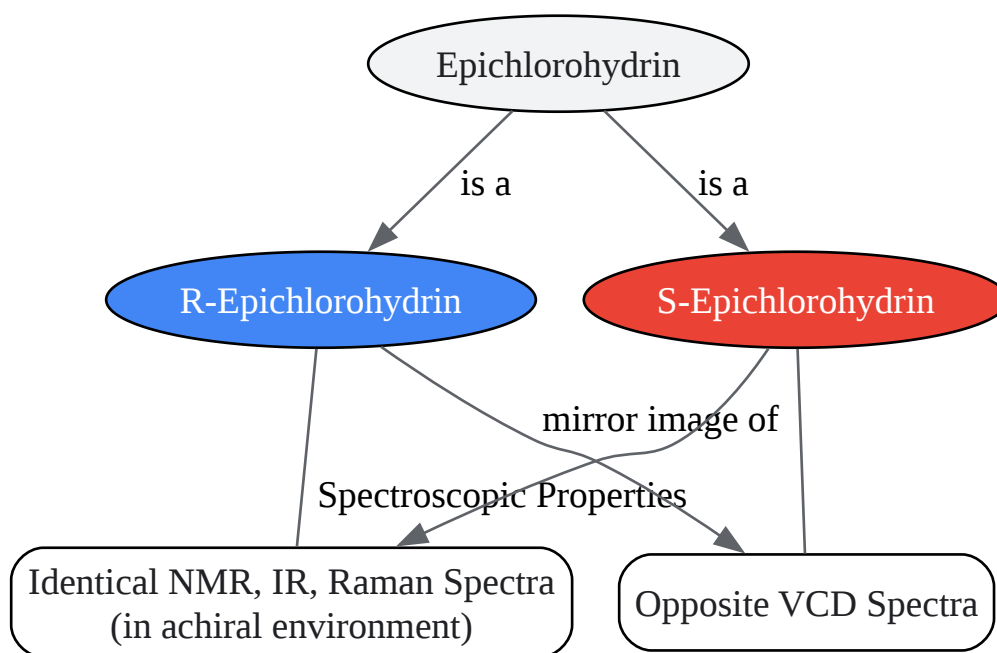 Epichlorohydrin
is a
is a
R-Epichlorohydrin
S-Epichlorohydrin
mirror image of
Spectroscopic Properties
Identical NMR, IR, Raman Spectra
(in achiral environment)
Opposite VCD Spectra